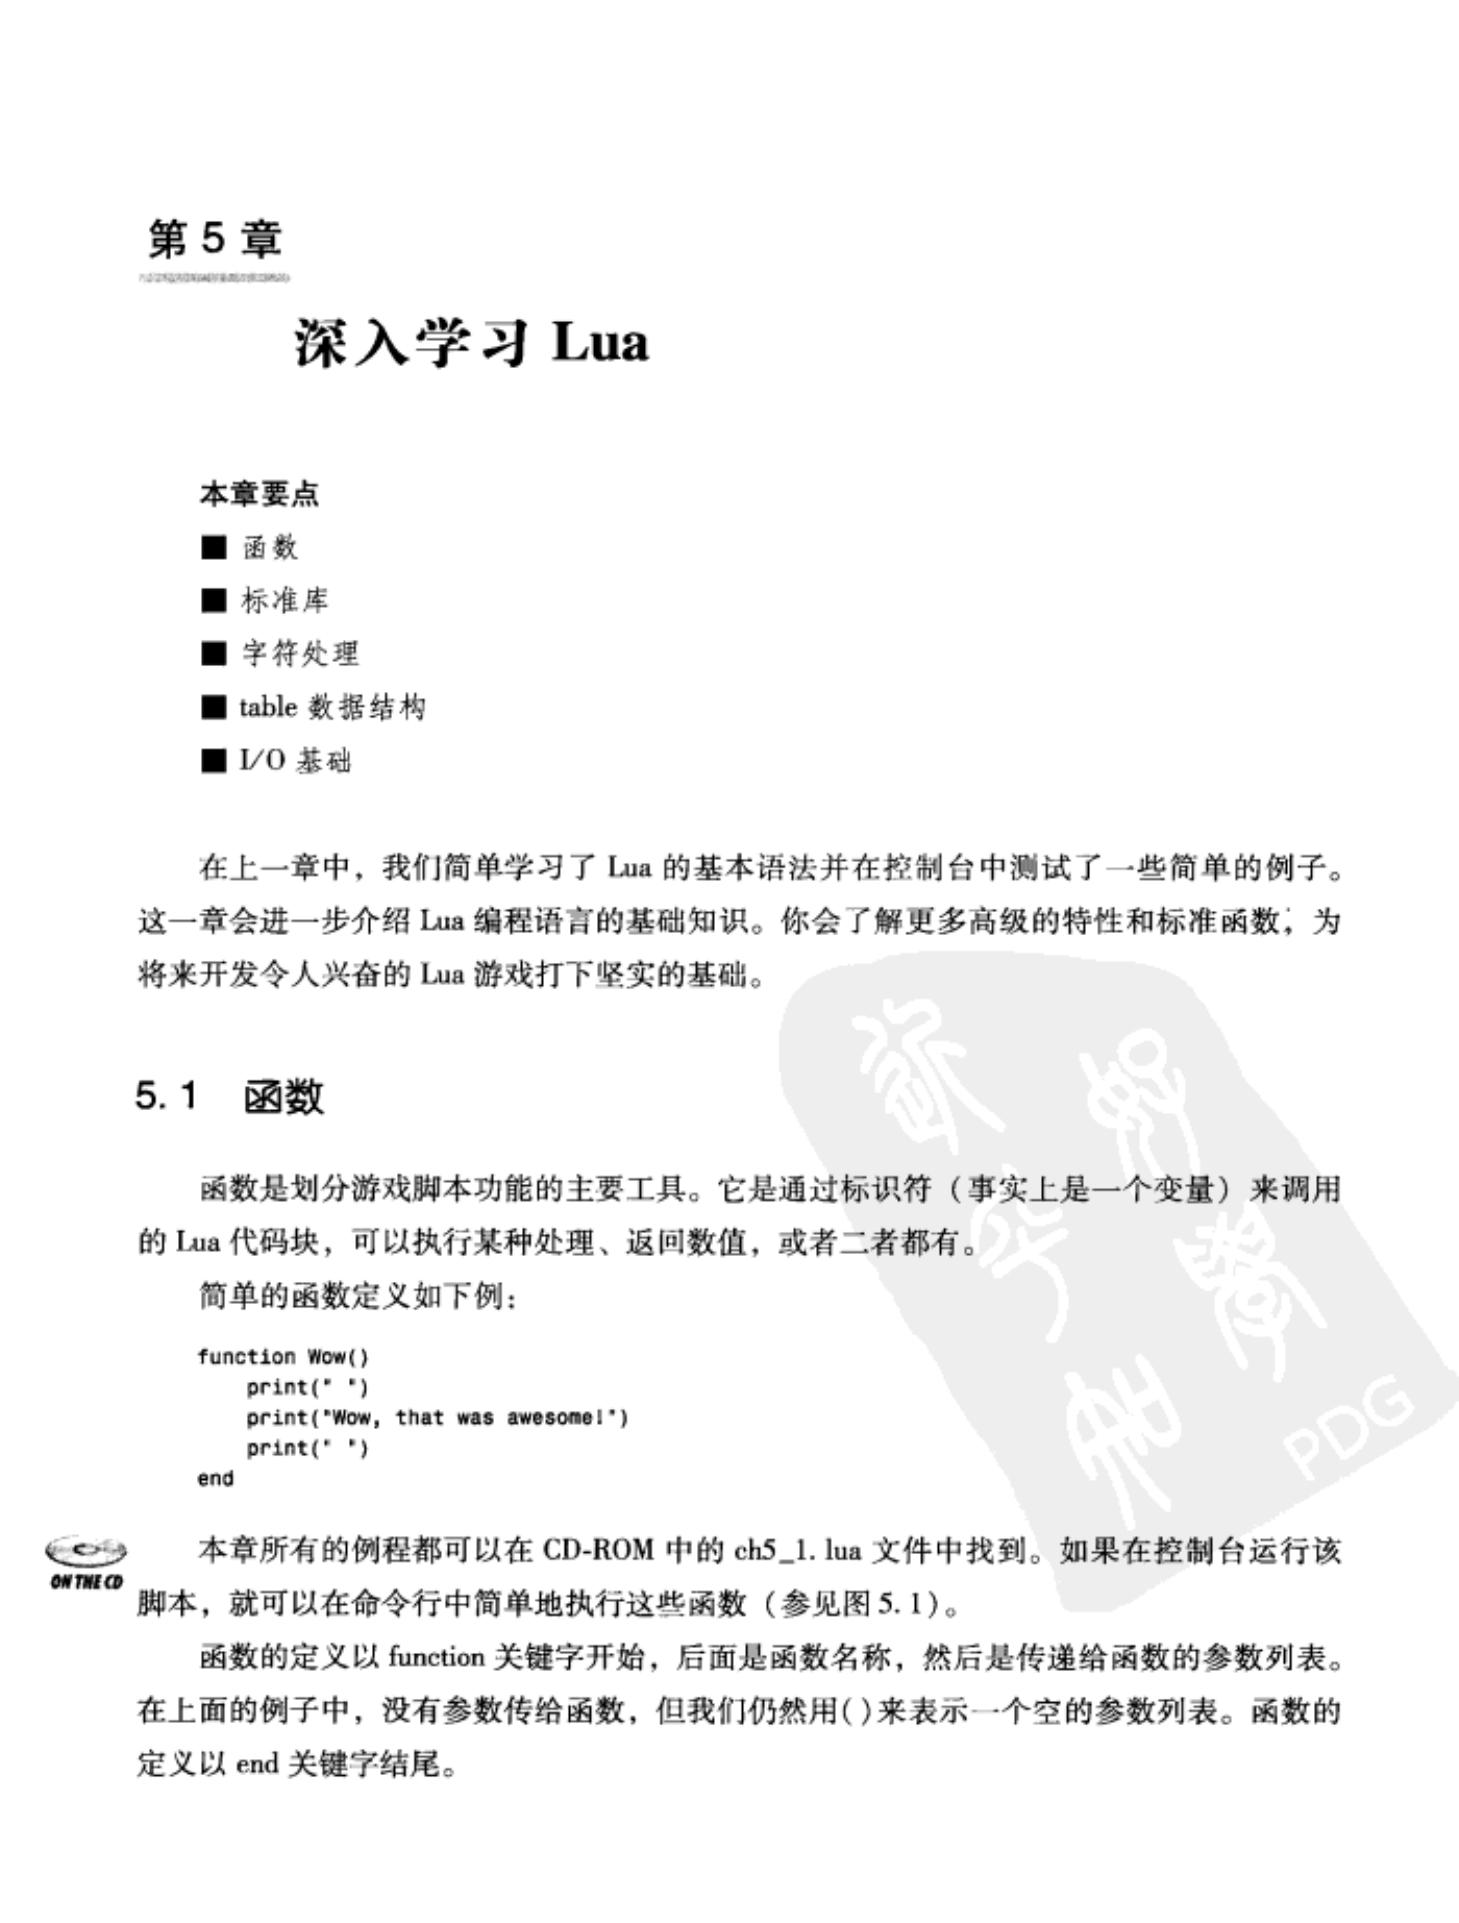 第 5 章
深入学习 Lua
本章要点
■ 函数
■ 标准库
■ 字符处理
■ table 数据结构
■ I/O 基础
在上一章中，我们简单学习了 Lua 的基本语法并在控制台中测试了一些简单的例子。
这一章会进一步介绍 Lua 编程语言的基础知识。你会了解更多高级的特性和标准函数，为
将来开发令人兴奋的 Lua 游戏打下坚实的基础。
5.1 函数
函数是划分游戏脚本功能的主要工具。它是通过标识符（事实上是一个变量）来调用
的 Lua 代码块，可以执行某种处理、返回数值，或者二者都有。
简单的函数定义如下例：
function Wow()
print(" ")
print("Wow, that was awesome!")
print(" ")
end
ON THE CD
本章所有的例程都可以在 CD-ROM 中的 ch5_1.lua 文件中找到。如果在控制台运行该
脚本，就可以在命令行中简单地执行这些函数（参见图 5.1）。
函数的定义以 function 关键字开始，后面是函数名称，然后是传递给函数的参数列表。
在上面的例子中，没有参数传给函数，但我们仍然用()来表示一个空的参数列表。函数的
定义以 end 关键字结尾。
PDG